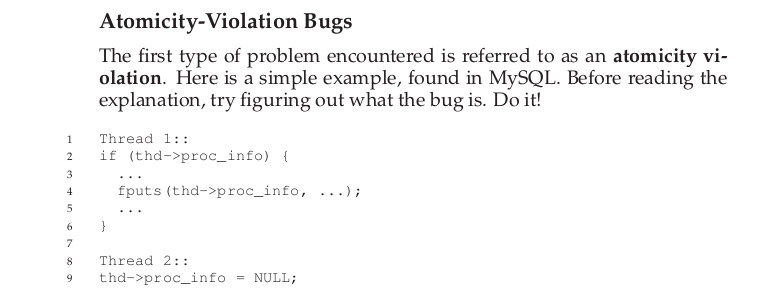 Atomicity-Violation Bugs
The first type of problem encountered is referred to as an atomicity vi-
olation. Here is a simple example, found in MySQL. Before reading the
explanation, try figuring out what the bug is. Do it!
1 Thread 1::
2 if (thd->proc_info) {
3 ...
4 fputs(thd->proc_info, ...);
5 ...
6 }
7
8 Thread 2::
9 thd->proc_info = NULL;